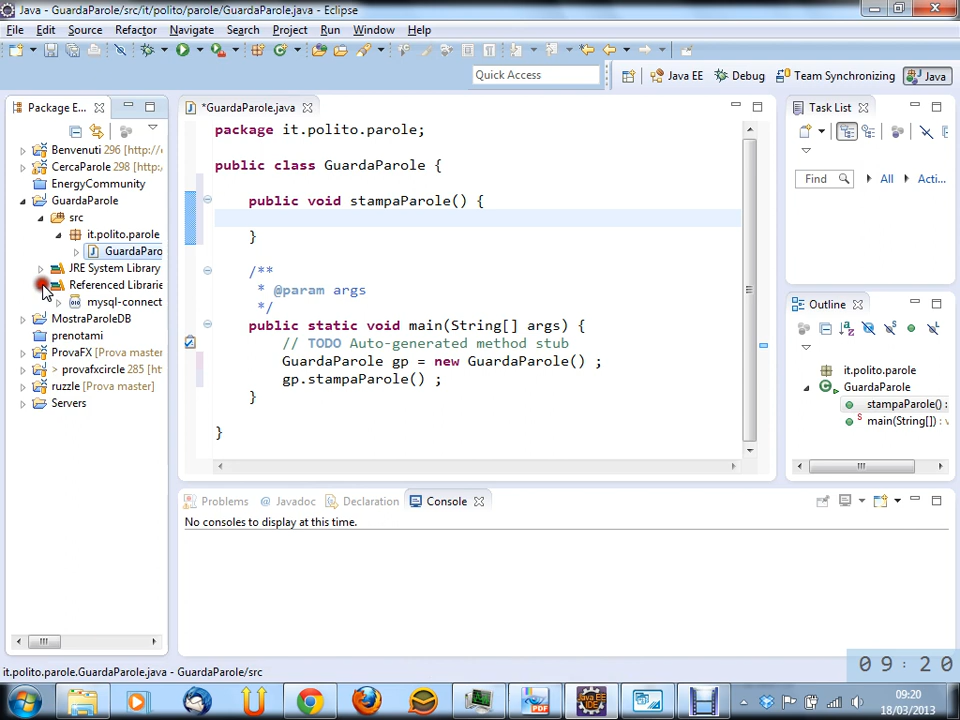 Java - GuardaParole/src/it/polito/parole/GuardaParole.java - Eclipse
File Edit Source Refactor Navigate Search Project Run Window Help
Quick Access
Java EE
Debug
Team Synchronizing
Java
Package E...
*GuardaParole.java
Task List
Benvenuti 296 [http://
CercaParole 298 [http:
EnergyCommunity
GuardaParole
src
it.polito.parole
GuardaParo
JRE System Library
Referenced Librarie
mysql-connect
MostraParoleDB
prenotami
ProvaFX [Prova master]
> provafxcircle 285 [http
ruzzle [Prova master]
Servers
package it.polito.parole;
public class GuardaParole {
public void stampaParole() {
}
/**
* @param args
*/
public static void main(String[] args) {
// TODO Auto-generated method stub
GuardaParole gp = new GuardaParole() ;
gp.stampaParole() ;
}
}
Find
All
Acti...
Outline
it.polito.parole
GuardaParole
stampaParole() :
S main(String[]) : v
Problems
@ Javadoc
Declaration
Console
No consoles to display at this time.
it.polito.parole.GuardaParole.java - GuardaParole/src
09:20
PDF
Java EE
IDE
09:20
18/03/2013